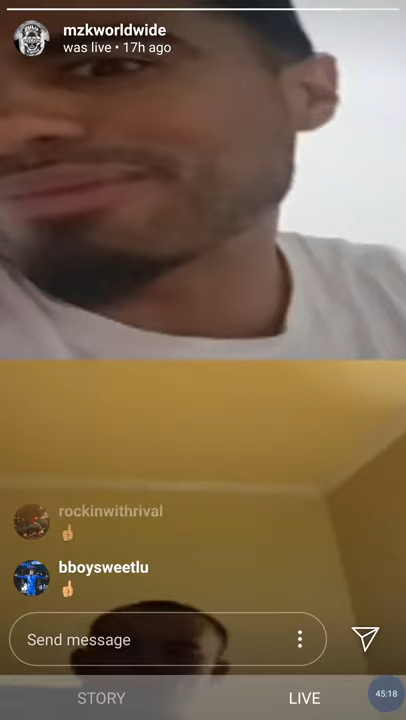 mzkworldwide
was live • 17h ago
rockinwithrival
👍🏼
bboysweetlu
👍🏼
Send message
STORY
LIVE
45:18